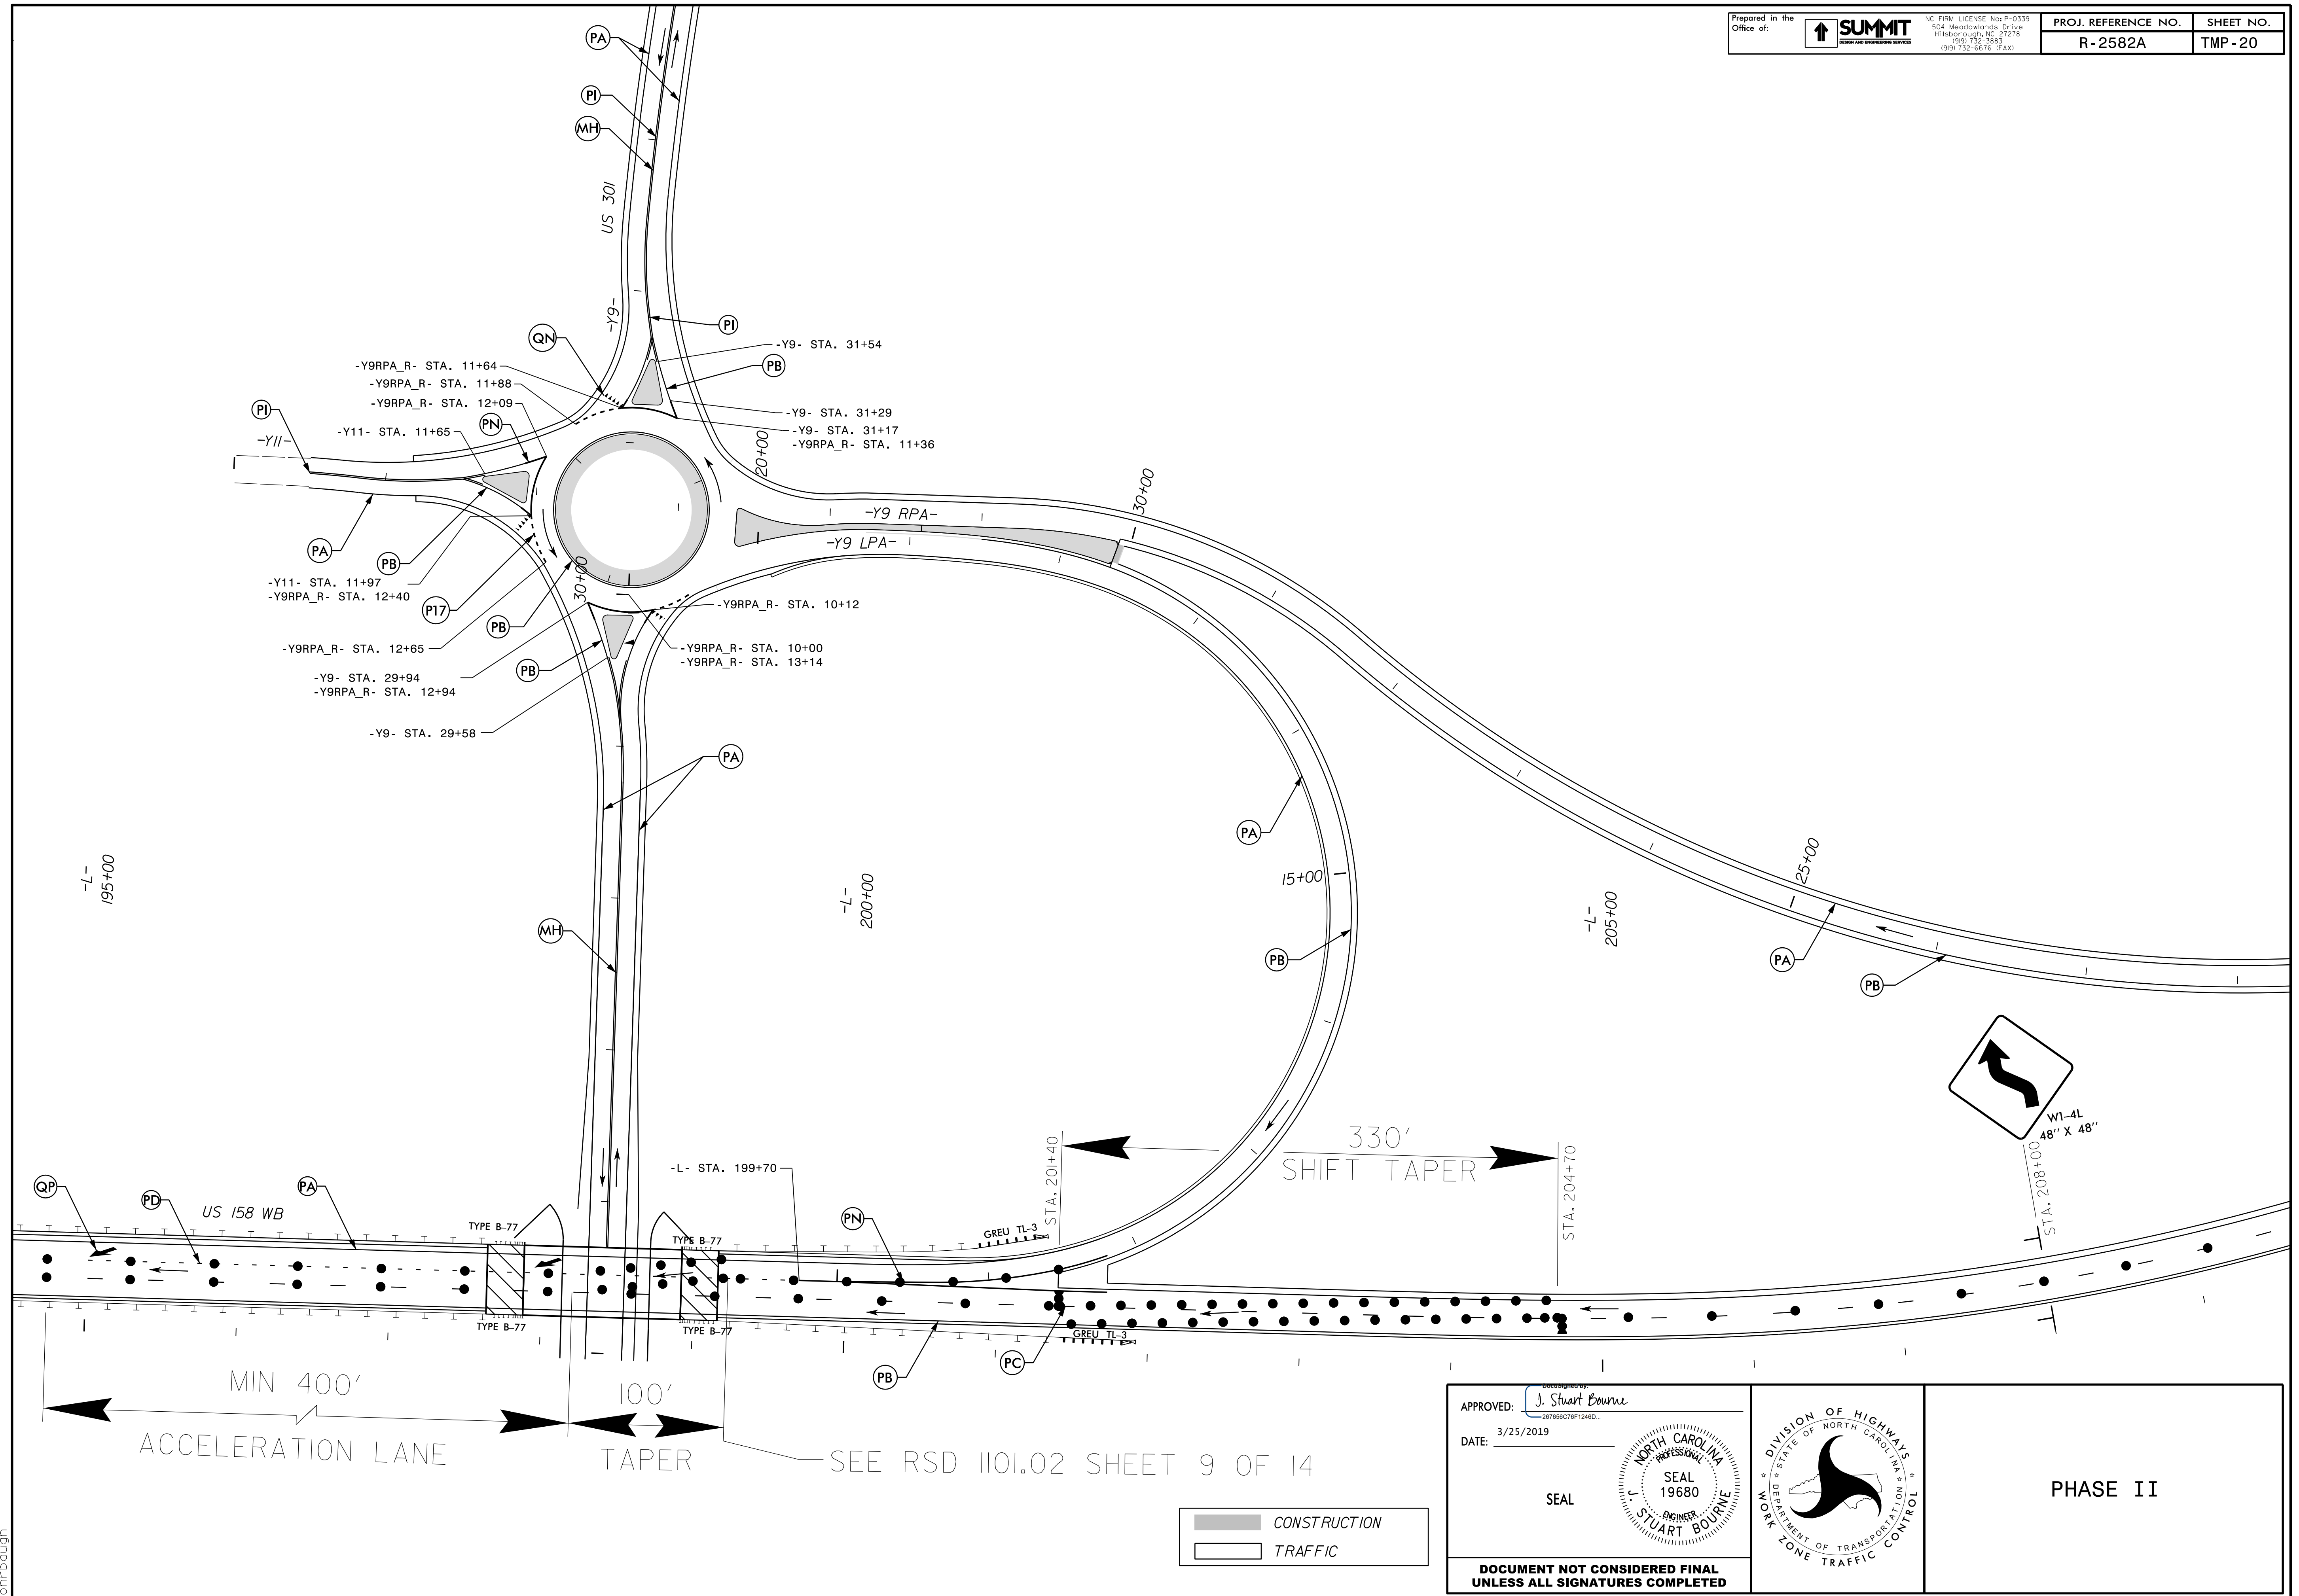 Prepared in the
Office of:
SUMMIT
DESIGN AND ENGINEERING SERVICES
NC FIRM LICENSE No: P-0339
504 Meadowlands Drive
Hillsborough, NC 27278
(919) 732-3883
(919) 732-6676 (FAX)
PROJ. REFERENCE NO.
SHEET NO.
R-2582A
TMP-20
PA
PI
MH
US 301
-Y9-
PI
QN
-Y9- STA. 31+54
PB
-Y9RPA_R- STA. 11+64
-Y9RPA_R- STA. 11+88
-Y9RPA_R- STA. 12+09
PI
PN
-Y11- STA. 11+65
-Y11-
-Y9- STA. 31+29
-Y9- STA. 31+17
-Y9RPA_R- STA. 11+36
20+00
30+00
-Y9 RPA-
-Y9 LPA-
PA
PB
30+00
-Y11- STA. 11+97
-Y9RPA_R- STA. 12+40
P17
PB
-Y9RPA_R- STA. 10+12
-Y9RPA_R- STA. 12+65
PB
-Y9RPA_R- STA. 10+00
-Y9RPA_R- STA. 13+14
-Y9- STA. 29+94
-Y9RPA_R- STA. 12+94
-Y9- STA. 29+58
PA
PA
-L-
195+00
-L-
200+00
15+00
-L-
205+00
25+00
MH
PB
PA
PB
W1-4L
48" X 48"
330'
SHIFT TAPER
STA. 201+40
STA. 204+70
STA. 208+00
-L- STA. 199+70
QP
PD
PA
US 158 WB
TYPE B-77
TYPE B-77
PN
GREU TL-3
TYPE B-77
TYPE B-77
GREU TL-3
PB
PC
MIN 400'
ACCELERATION LANE
100'
TAPER
SEE RSD 1101.02 SHEET 9 OF 14
CONSTRUCTION
TRAFFIC
APPROVED:
DocuSigned by:
J. Stuart Bourne
267656C76F1246D...
DATE: 3/25/2019
SEAL
NORTH CAROLINA
PROFESSIONAL
SEAL
19680
ENGINEER
J. STUART BOURNE
DOCUMENT NOT CONSIDERED FINAL
UNLESS ALL SIGNATURES COMPLETED
DIVISION OF HIGHWAYS
STATE OF NORTH CAROLINA
DEPARTMENT OF TRANSPORTATION
WORK ZONE TRAFFIC CONTROL
PHASE II